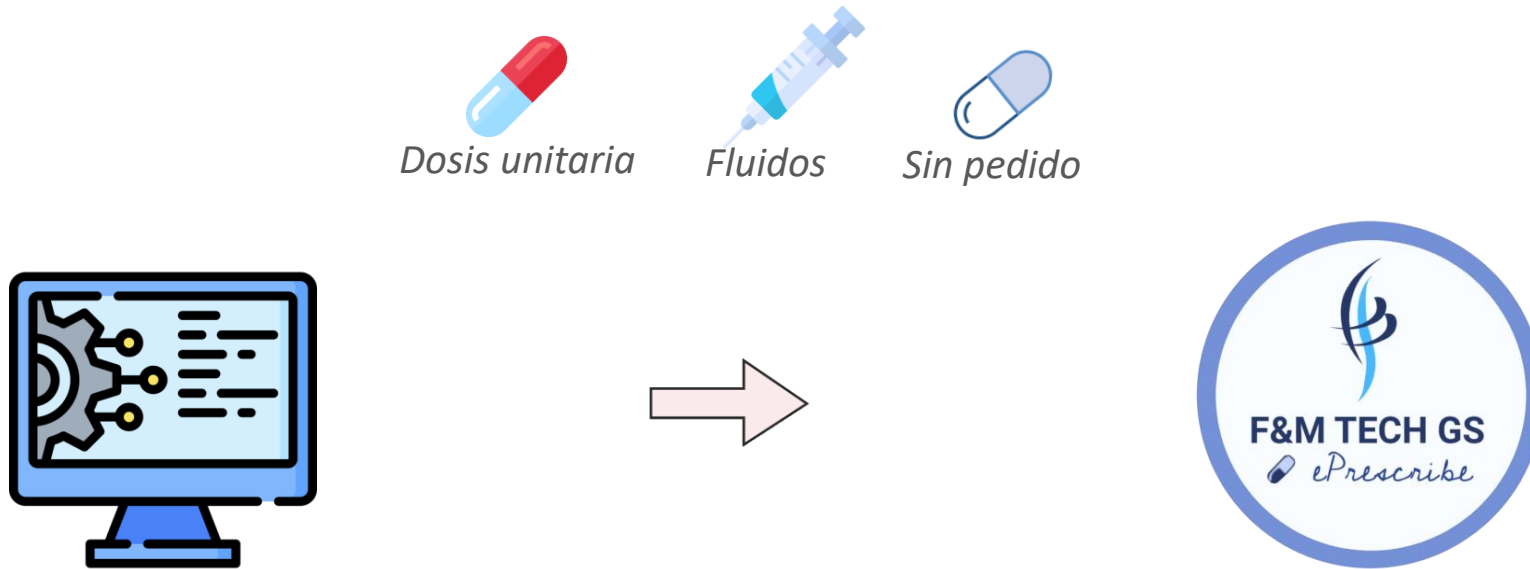 Dosis unitaria
Fluidos
Sin pedido
F&M TECH GS
ePrescribe